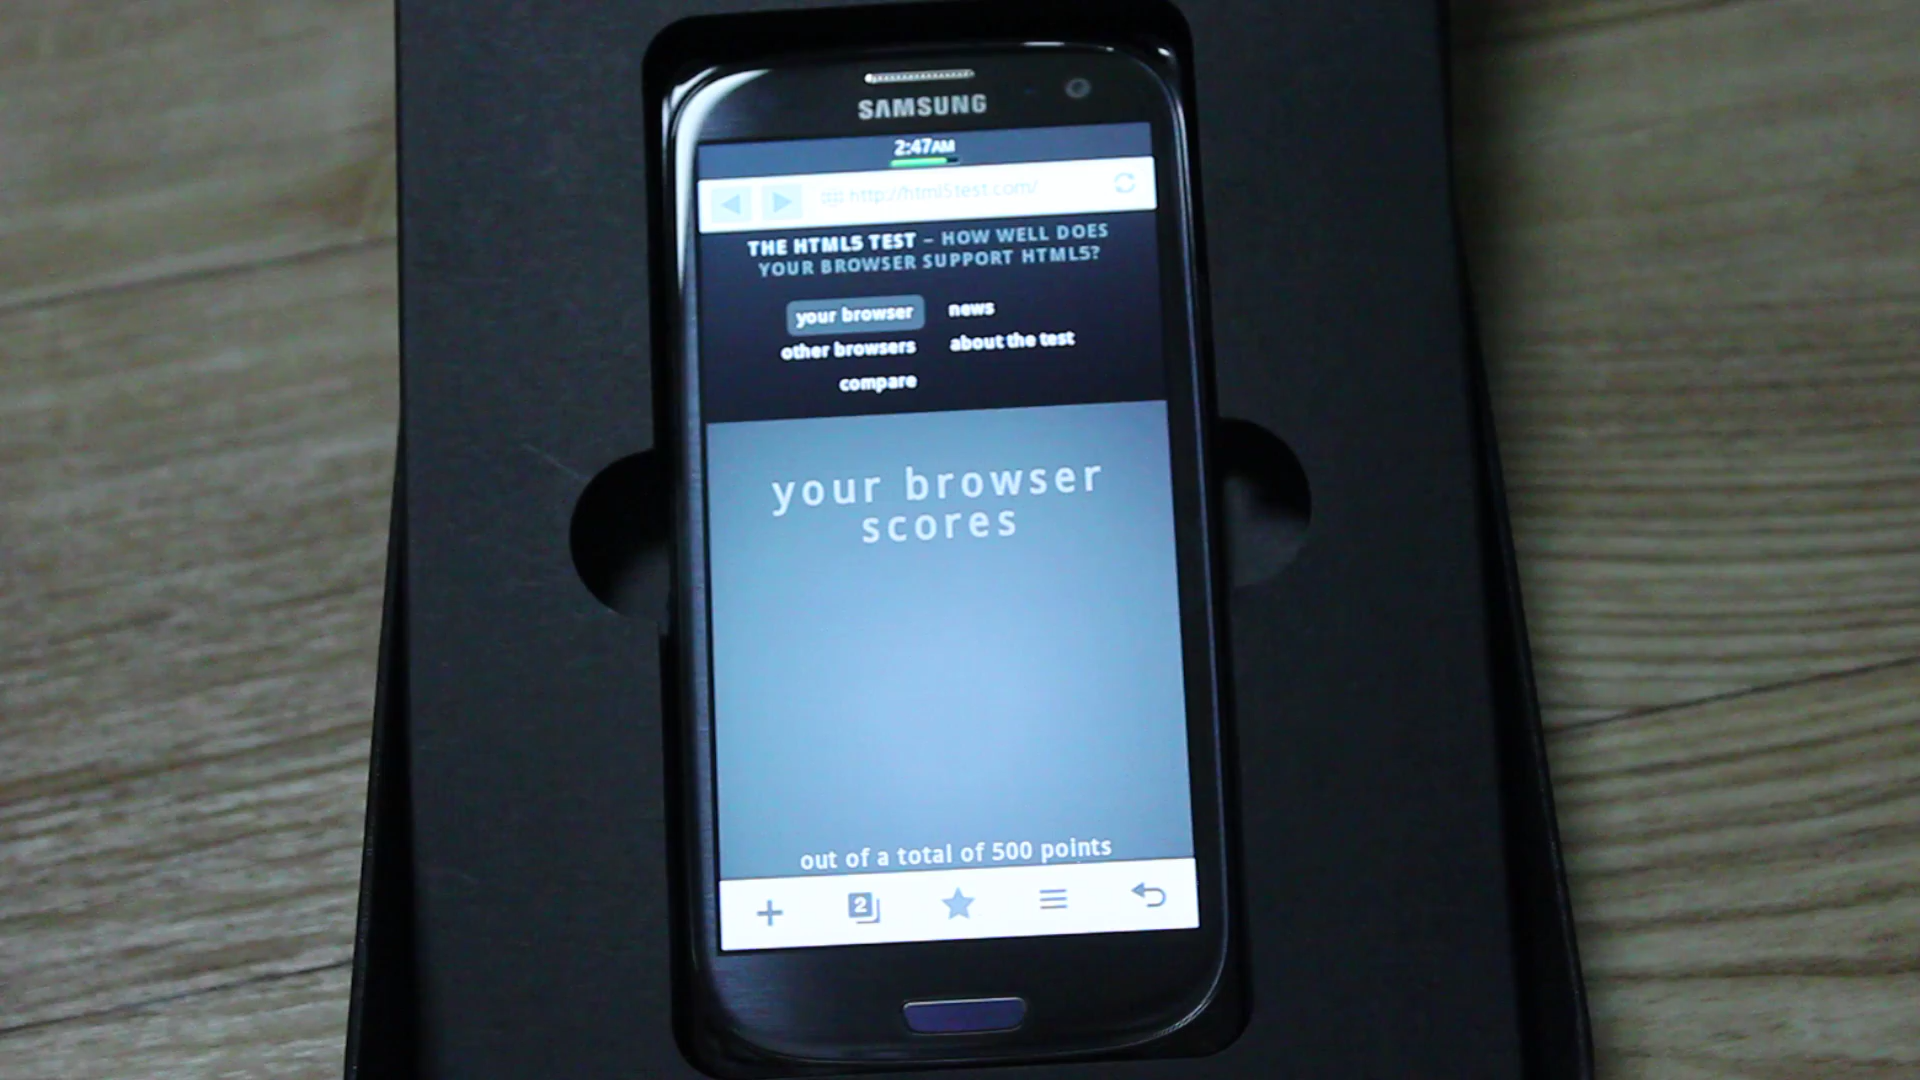 SAMSUNG
2:47AM
http://html5test.com/
THE HTML5 TEST – HOW WELL DOES
YOUR BROWSER SUPPORT HTML5?
your browser news
other browsers about the test
compare
your browser
scores
out of a total of 500 points
2